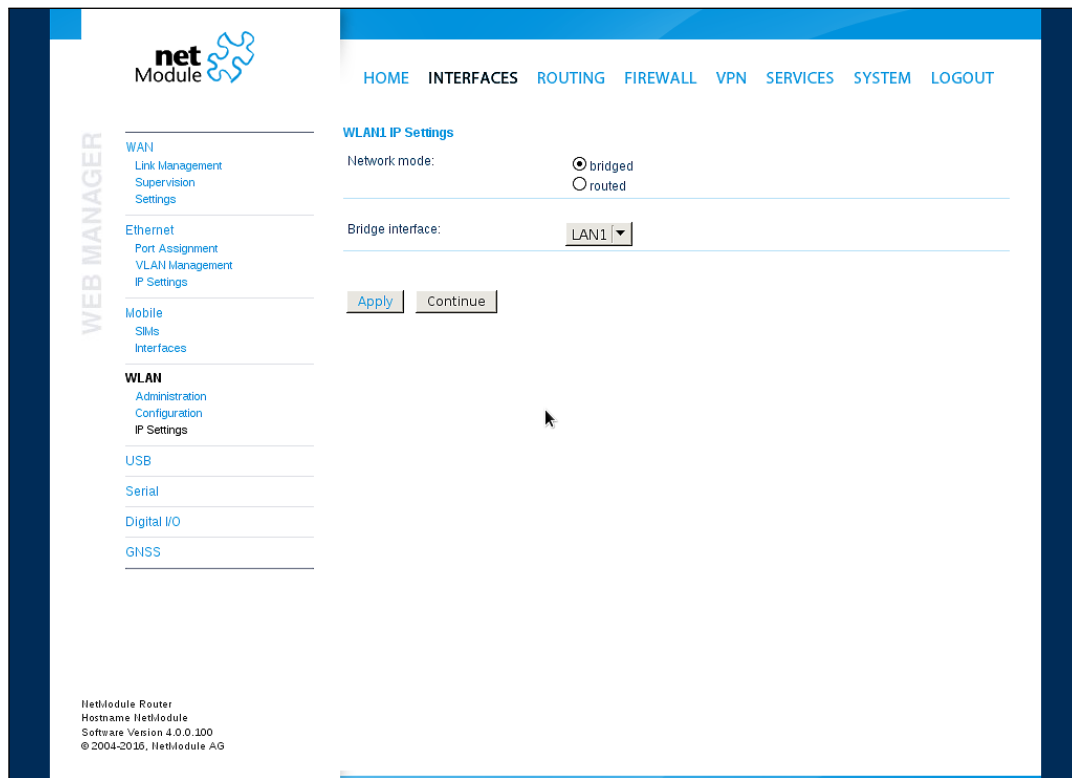 net
Module
HOME INTERFACES ROUTING FIREWALL VPN SERVICES SYSTEM LOGOUT
WEB MANAGER
WAN
Link Management
Supervision
Settings
Ethernet
Port Assignment
VLAN Management
IP Settings
Mobile
SIMs
Interfaces
WLAN
Administration
Configuration
IP Settings
USB
Serial
Digital I/O
GNSS
WLAN1 IP Settings
Network mode:
bridged
routed
Bridge interface:
LAN1
Apply Continue
NetModule Router
Hostname NetModule
Software Version 4.0.0.100
© 2004-2016, NetModule AG